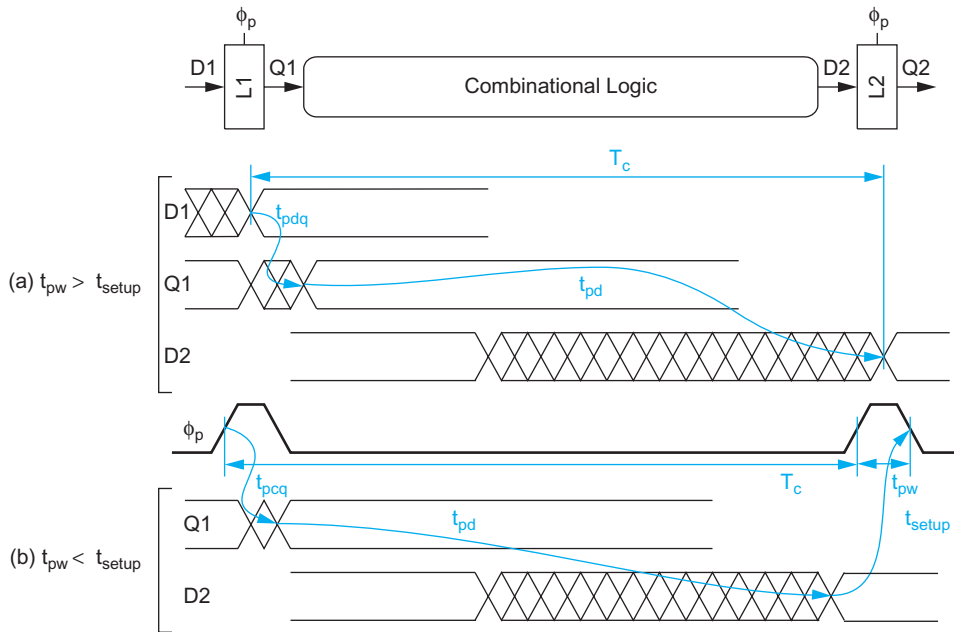 ϕp ϕp
D1 L1 Q1 Combinational Logic D2 L2 Q2
Tc
D1 tpdq
(a) tpw > tsetup Q1 tpd
D2
ϕp
Tc tpw
tpcq
Q1 tpd tsetup
(b) tpw < tsetup
D2